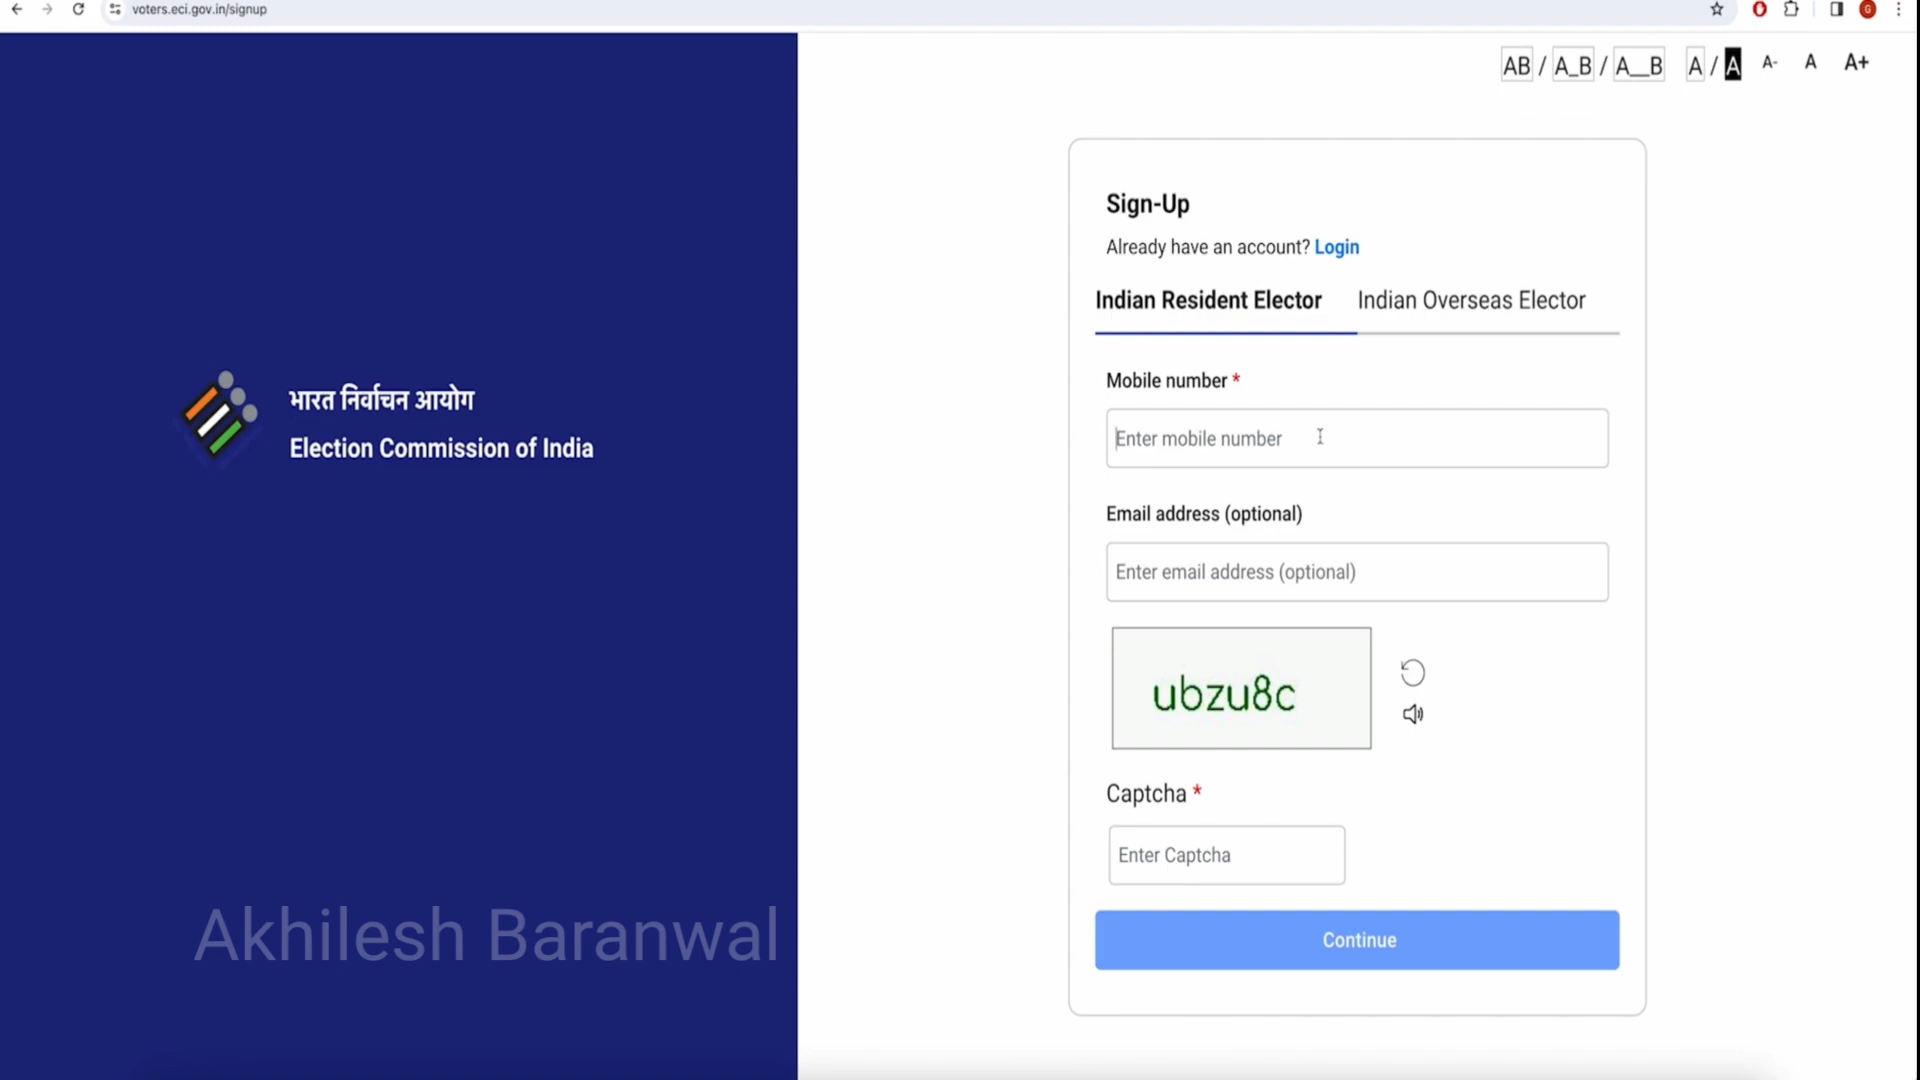 voters.eci.gov.in/signup
G
AB / A_B / A__B A / A A- A A+
Sign-Up
Already have an account? Login
Indian Resident Elector Indian Overseas Elector
Mobile number *
Enter mobile number
भारत निर्वाचन आयोग
Election Commission of India
Email address (optional)
Enter email address (optional)
ubzu8c
Captcha *
Enter Captcha
Akhilesh Baranwal
Continue